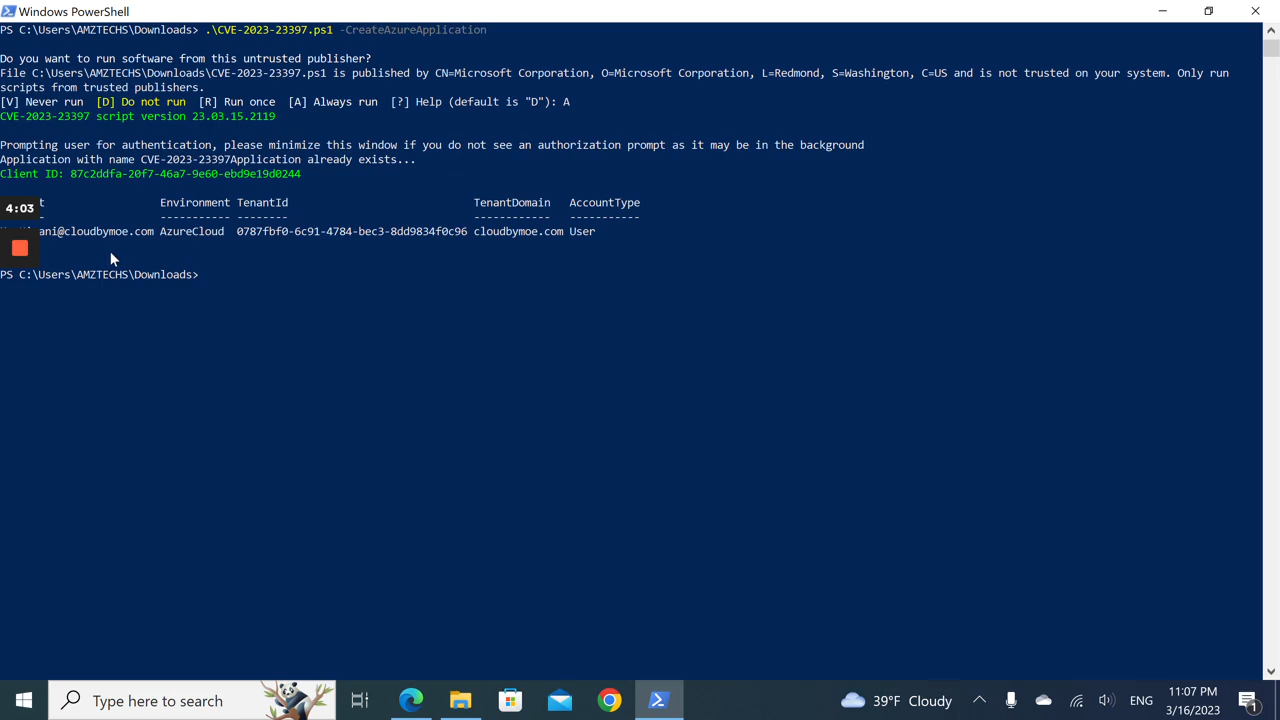 Windows PowerShell
PS C:\Users\AMZTECHS\Downloads> .\CVE-2023-23397.ps1 -CreateAzureApplication
Do you want to run software from this untrusted publisher?
File C:\Users\AMZTECHS\Downloads\CVE-2023-23397.ps1 is published by CN=Microsoft Corporation, O=Microsoft Corporation, L=Redmond, S=Washington, C=US and is not trusted on your system. Only run
scripts from trusted publishers.
[V] Never run  [D] Do not run  [R] Run once  [A] Always run  [?] Help (default is "D"): A
CVE-2023-23397 script version 23.03.15.2119
Prompting user for authentication, please minimize this window if you do not see an authorization prompt as it may be in the background
Application with name CVE-2023-23397Application already exists...
Client ID: 87c2ddfa-20f7-46a7-9e60-ebd9e19d0244
4:03 t Environment TenantId TenantDomain AccountType
----------- -------- ------------ -----------
ani@cloudbymoe.com AzureCloud 0787fbf0-6c91-4784-bec3-8dd9834f0c96 cloudbymoe.com User
PS C:\Users\AMZTECHS\Downloads>
Type here to search
39°F Cloudy
ENG
11:07 PM
3/16/2023
1